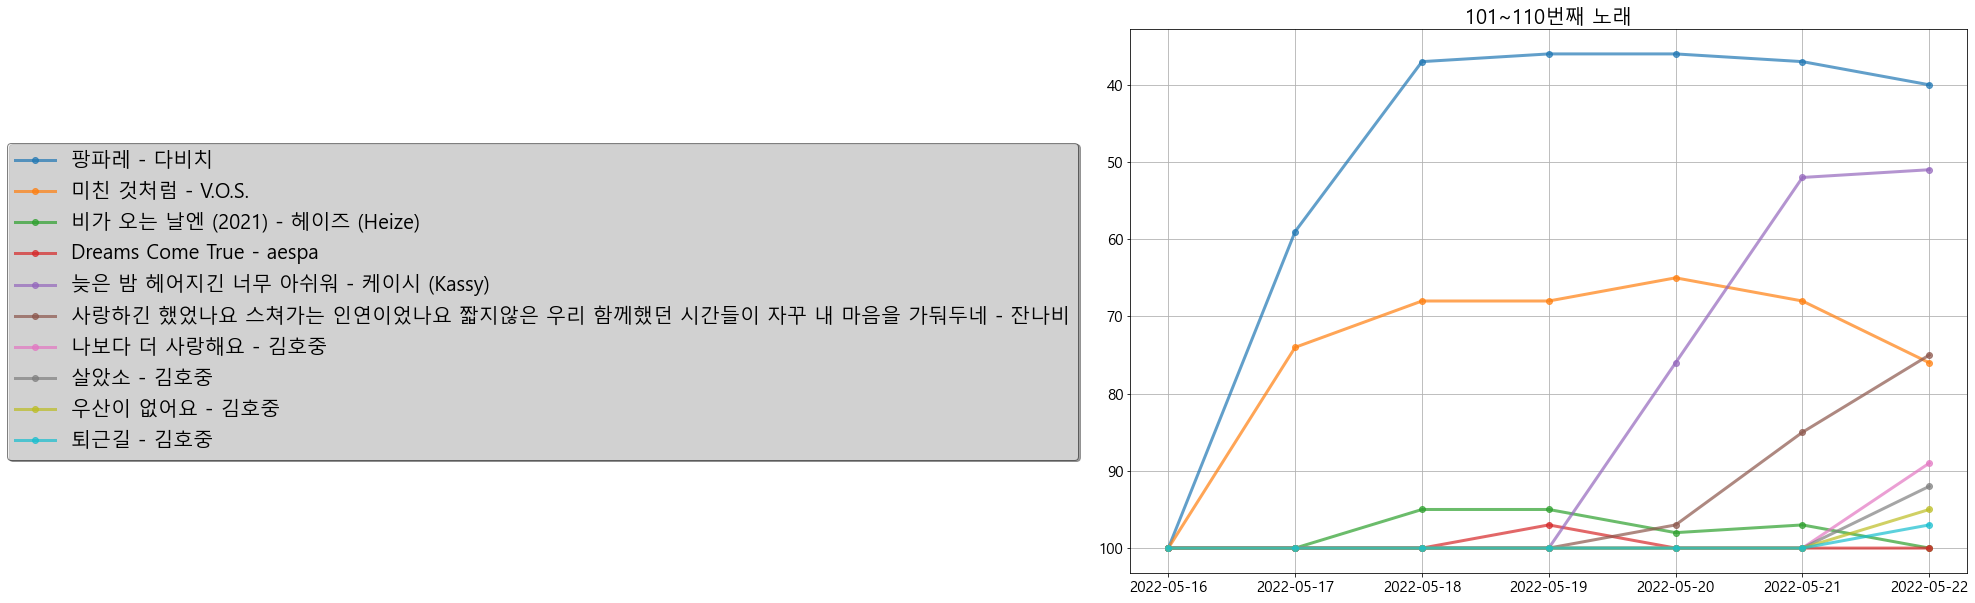 101~110번째 노래
팡파레 - 다비치
미친 것처럼 - V.O.S.
비가 오는 날엔 (2021) - 헤이즈 (Heize)
Dreams Come True - aespa
늦은 밤 헤어지긴 너무 아쉬워 - 케이시 (Kassy)
사랑하긴 했었나요 스쳐가는 인연이었나요 짧지않은 우리 함께했던 시간들이 자꾸 내 마음을 가둬두네 - 잔나비
나보다 더 사랑해요 - 김호중
살았소 - 김호중
우산이 없어요 - 김호중
퇴근길 - 김호중
40
50
60
70
80
90
100
2022-05-16 2022-05-17 2022-05-18 2022-05-19 2022-05-20 2022-05-21 2022-05-22